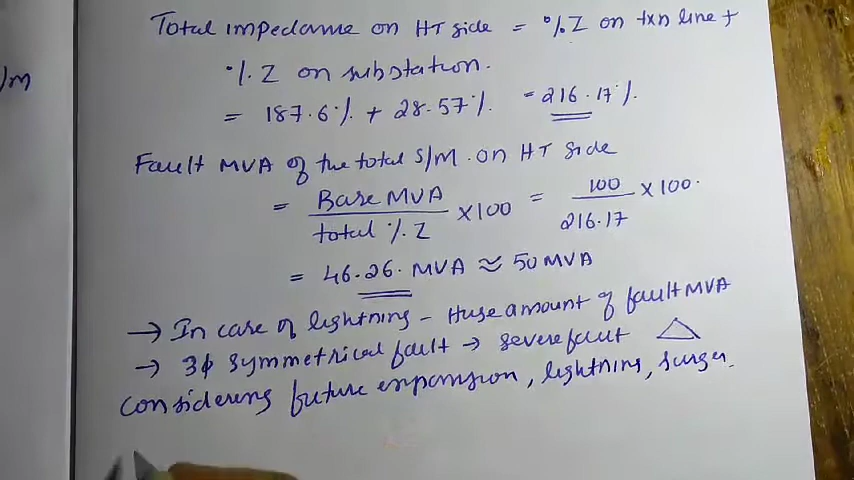 /m
Total impedance on HT side = %Z on txn line +
%Z on substation.
= 187.6% + 28.57% = 216.17%.
Fault MVA of the total S/M on HT side
= Base MVA / total %Z × 100 = 100 / 216.17 × 100.
= 46.26. MVA ≈ 50 MVA
→ In case of lightning - Huse amount of fault MVA
→ 3ϕ symmetrical fault → severe fault △
Considering future expansion, lightning, surges.